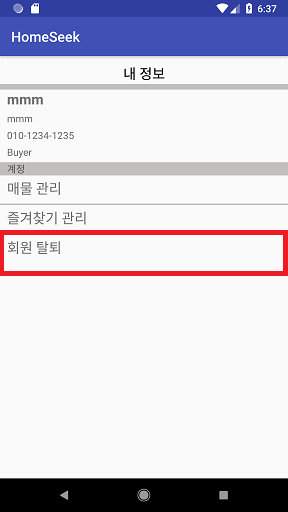 6:37
HomeSeek
내 정보
mmm
mmm
010-1234-1235
Buyer
계정
매물 관리
즐겨찾기 관리
회원 탈퇴